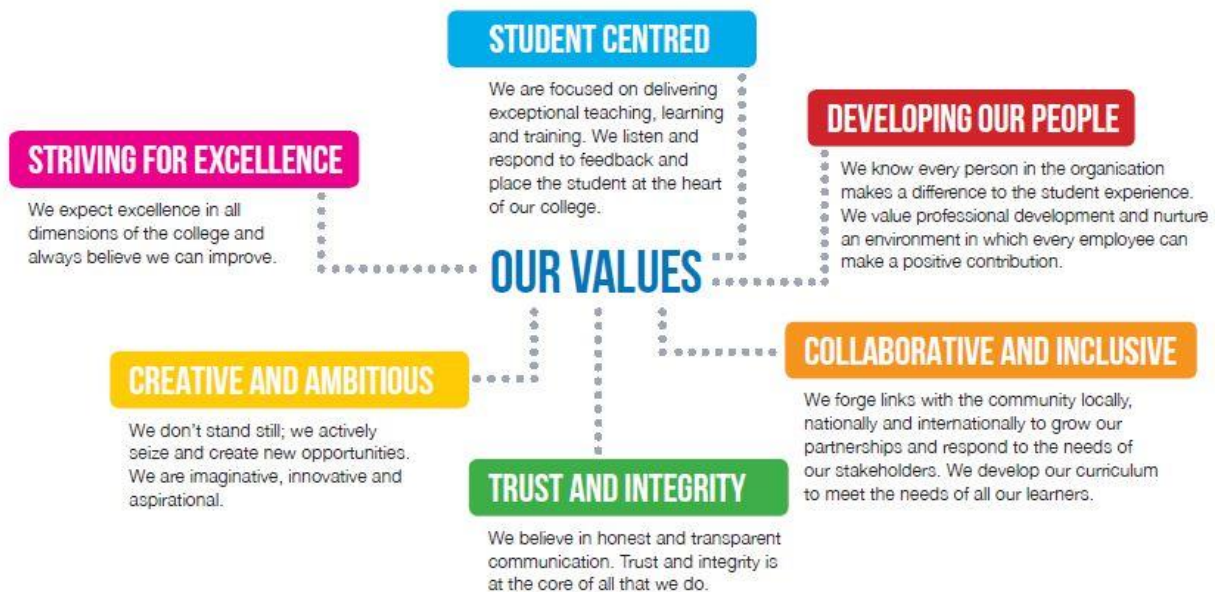 STUDENT CENTRED
We are focused on delivering
exceptional teaching, learning
and training. We listen and
respond to feedback and
place the student at the heart
of our college.
DEVELOPING OUR PEOPLE
We know every person in the organisation
makes a difference to the student experience.
We value professional development and nurture
an environment in which every employee can
make a positive contribution.
STRIVING FOR EXCELLENCE
We expect excellence in all
dimensions of the college and
always believe we can improve.
OUR VALUES
CREATIVE AND AMBITIOUS
We don't stand still; we actively
seize and create new opportunities.
We are imaginative, innovative and
aspirational.
COLLABORATIVE AND INCLUSIVE
We forge links with the community locally,
nationally and internationally to grow our
partnerships and respond to the needs of
our stakeholders. We develop our curriculum
to meet the needs of all our learners.
TRUST AND INTEGRITY
We believe in honest and transparent
communication. Trust and integrity is
at the core of all that we do.